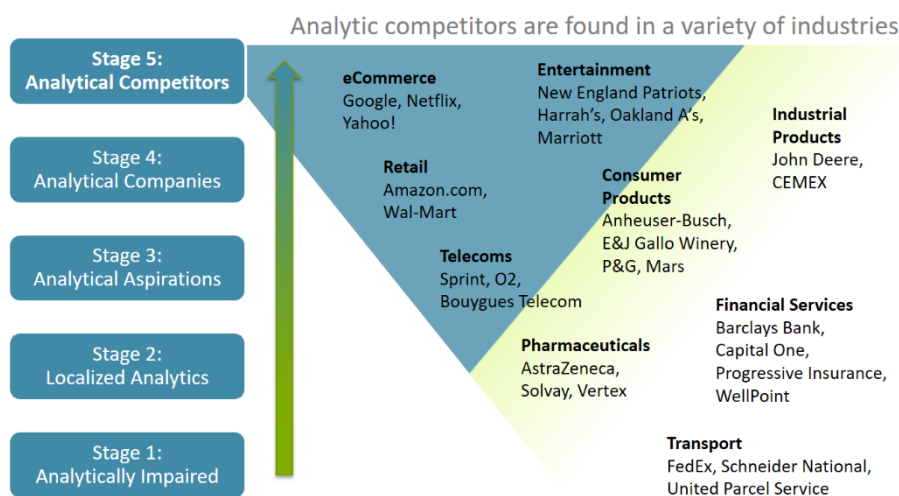 Analytic competitors are found in a variety of industries
Stage 5:
Analytical Competitors
Stage 4:
Analytical Companies
Stage 3:
Analytical Aspirations
Stage 2:
Localized Analytics
Stage 1:
Analytically Impaired
eCommerce
Google, Netflix,
Yahoo!
Entertainment
New England Patriots,
Harrah's, Oakland A's,
Marriott
Industrial
Products
John Deere,
CEMEX
Retail
Amazon.com,
Wal-Mart
Consumer
Products
Anheuser-Busch,
E&J Gallo Winery,
P&G, Mars
Telecoms
Sprint, O2,
Bouygues Telecom
Financial Services
Barclays Bank,
Capital One,
Progressive Insurance,
WellPoint
Pharmaceuticals
AstraZeneca,
Solvay, Vertex
Transport
FedEx, Schneider National,
United Parcel Service